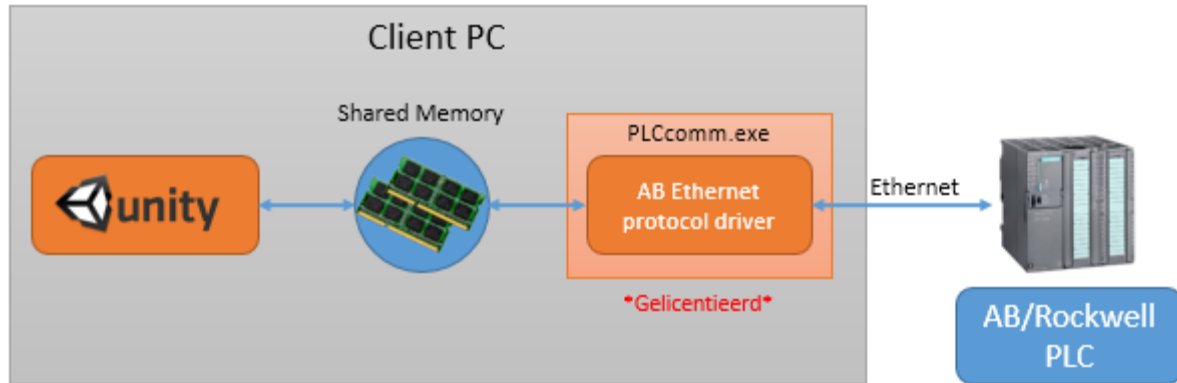 Client PC
Shared Memory
PLCcomm.exe
unity
AB Ethernet
protocol driver
Ethernet
*Gelicentieerd*
AB/Rockwell
PLC